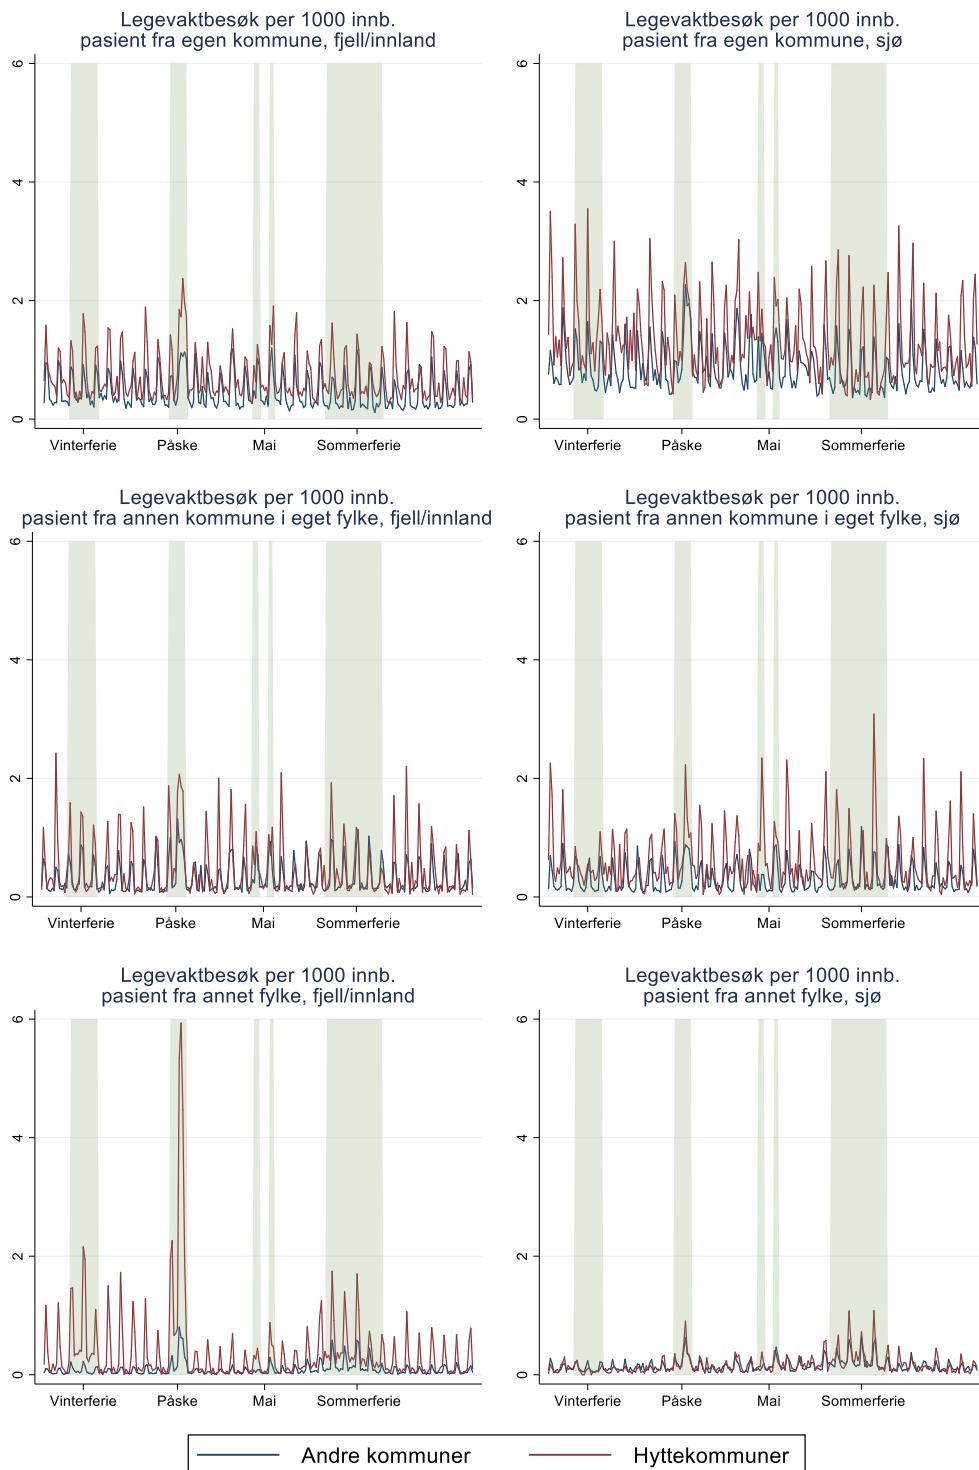 Legevaktbesøk per 1000 innb.
pasient fra egen kommune, fjell/innland
6
4
2
0
Vinterferie Påske Mai Sommerferie
Legevaktbesøk per 1000 innb.
pasient fra egen kommune, sjø
6
4
2
0
Vinterferie Påske Mai Sommerferie
Legevaktbesøk per 1000 innb.
pasient fra annen kommune i eget fylke, fjell/innland
6
4
2
0
Vinterferie Påske Mai Sommerferie
Legevaktbesøk per 1000 innb.
pasient fra annen kommune i eget fylke, sjø
6
4
2
0
Vinterferie Påske Mai Sommerferie
Legevaktbesøk per 1000 innb.
pasient fra annet fylke, fjell/innland
6
4
2
0
Vinterferie Påske Mai Sommerferie
Legevaktbesøk per 1000 innb.
pasient fra annet fylke, sjø
6
4
2
0
Vinterferie Påske Mai Sommerferie
Andre kommuner Hyttekommuner